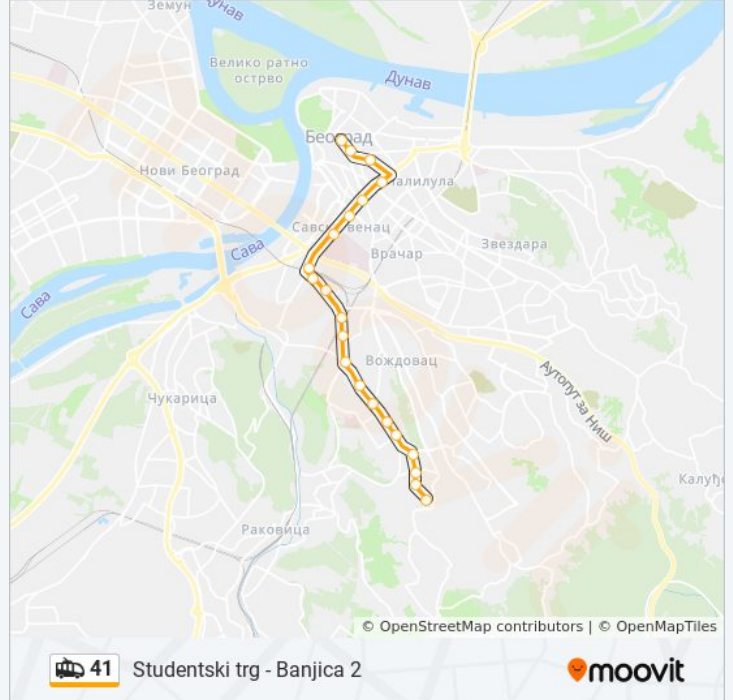 Земун
Дунав
Велико ратно
острво
Дунав
Београд
Нови Београд
Палилула
Савски венац
Звездара
Врачар
Сава
Сава
Вождовац
Аутопут за Ниш
Чукарица
Калуђе
Раковица
© OpenStreetMap contributors | © OpenMapTiles
41 Studentski trg - Banjica 2
moovit